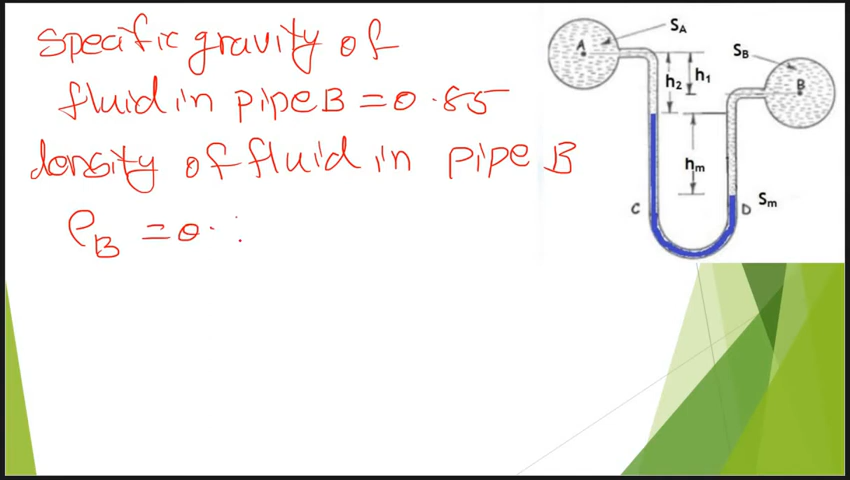 Specific gravity of
fluid in pipe B = 0.85
density of fluid in pipe B
ρB = 0.
SA
A
SB
B
h2
h1
hm
C
D
Sm